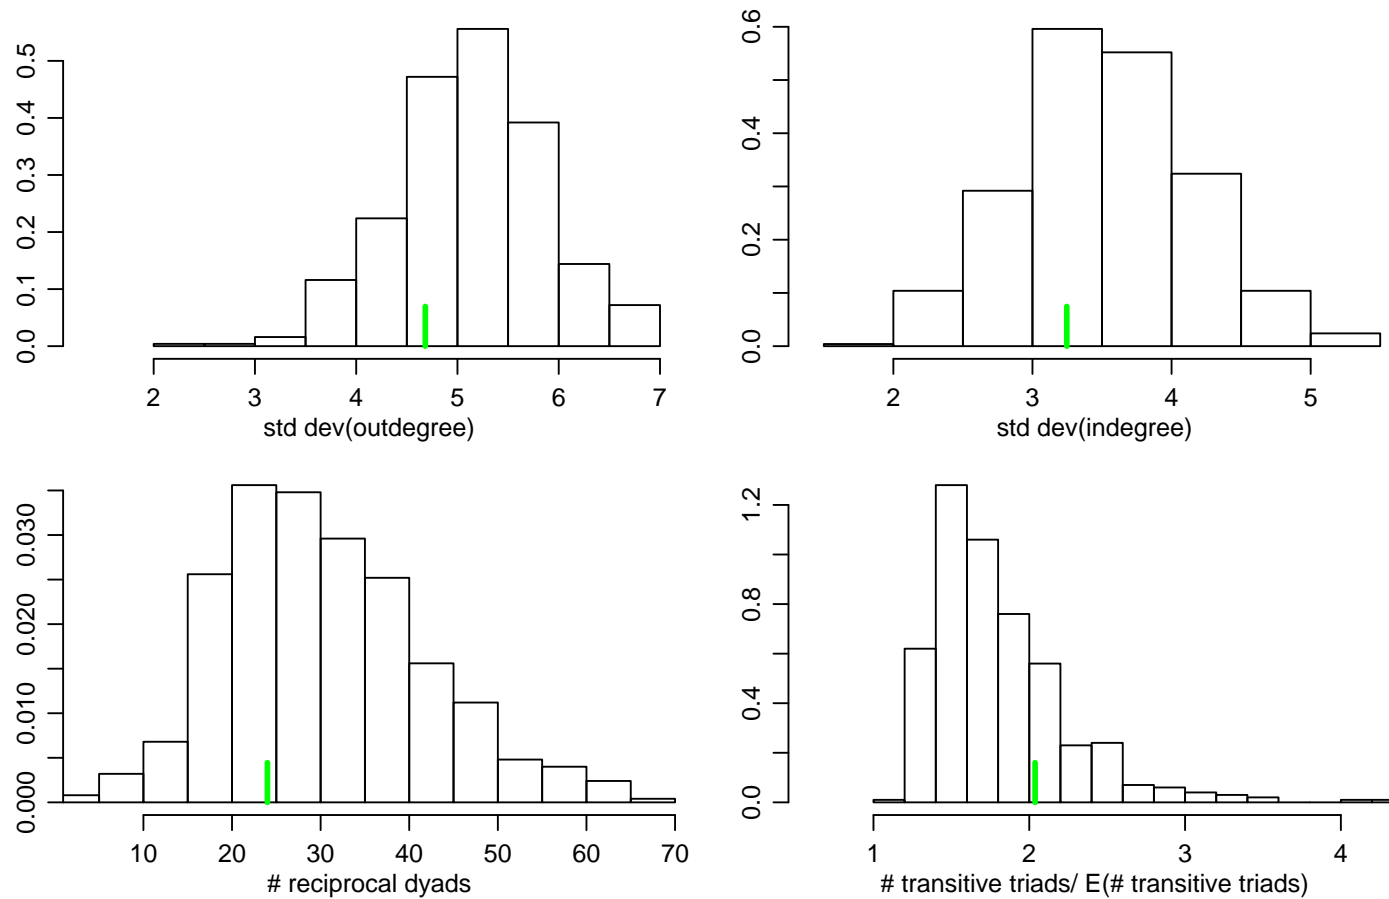 0.0 0.1 0.2 0.3 0.4 0.5
2 3 4 5 6 7
std dev(outdegree)
0.0 0.2 0.4 0.6
2 3 4 5
std dev(indegree)
0.000 0.010 0.020 0.030
10 20 30 40 50 60 70
# reciprocal dyads
0.0 0.4 0.8 1.2
1 2 3 4
# transitive triads/ E(# transitive triads)